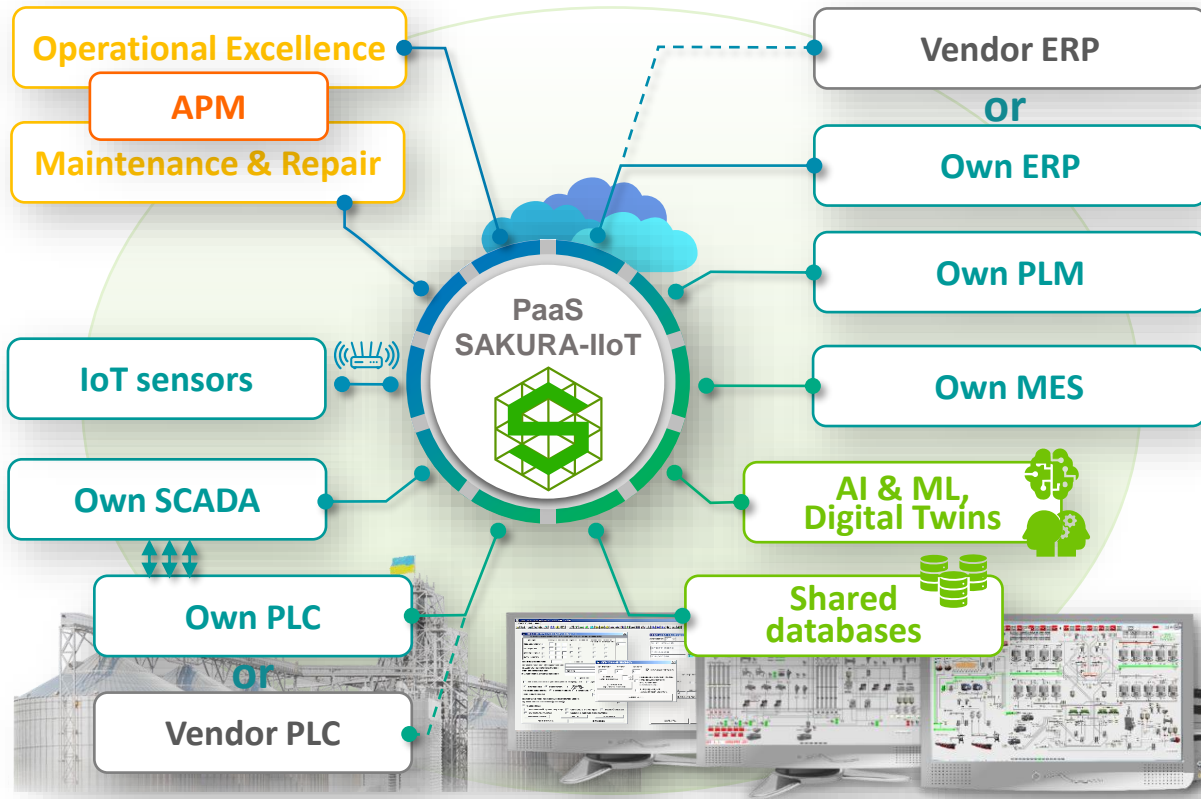 Operational Excellence
APM
Maintenance & Repair
IoT sensors
Own SCADA
Own PLC
or
Vendor PLC
PaaS
SAKURA-IIoT
Vendor ERP
or
Own ERP
Own PLM
Own MES
AI & ML,
Digital Twins
Shared
databases